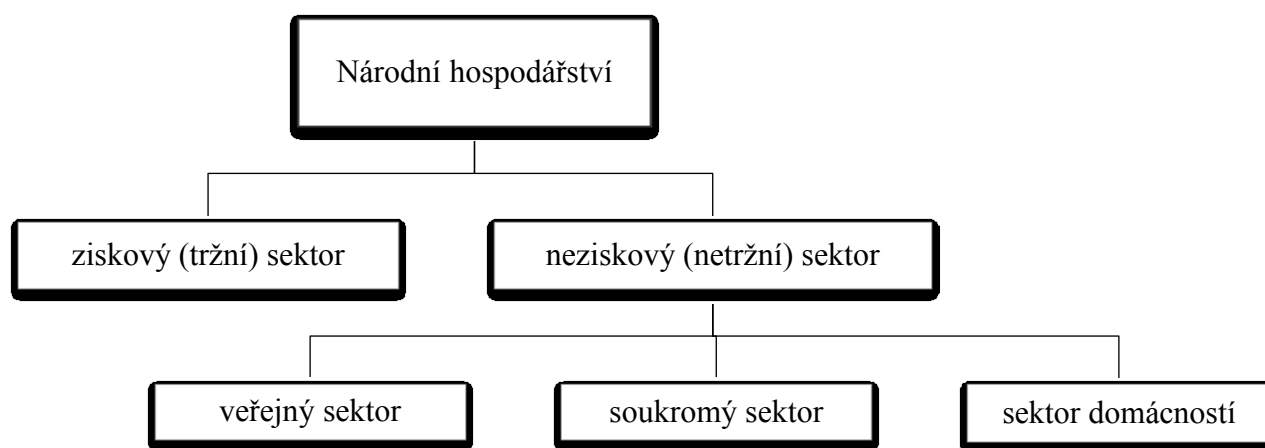 Národní hospodářství
ziskový (tržní) sektor
neziskový (netržní) sektor
veřejný sektor
soukromý sektor
sektor domácností